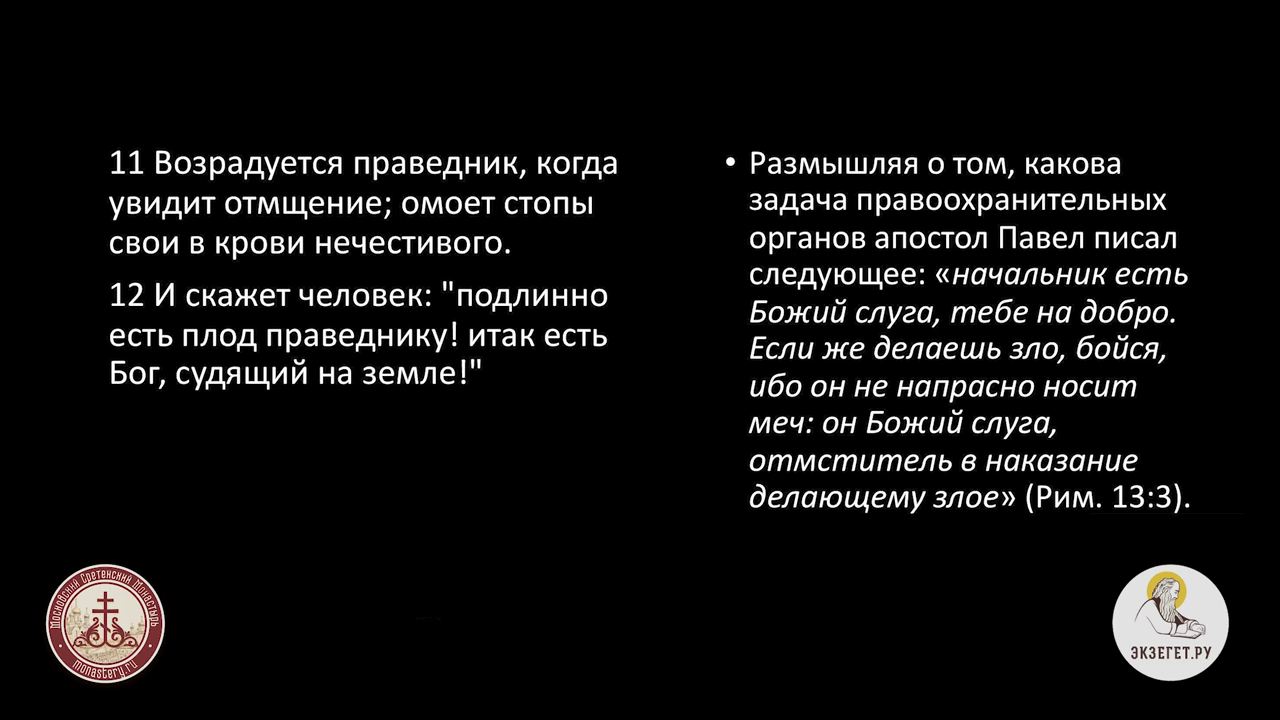 11 Возрадуется праведник, когда
увидит отмщение; омоет стопы
свои в крови нечестивого.
12 И скажет человек: "подлинно
есть плод праведнику! итак есть
Бог, судящий на земле!"
• Размышляя о том, какова
задача правоохранительных
органов апостол Павел писал
следующее: «начальник есть
Божий слуга, тебе на добро.
Если же делаешь зло, бойся,
ибо он не напрасно носит
меч: он Божий слуга,
отмститель в наказание
делающему злое» (Рим. 13:3).
Московский Сретенский Монастырь
monastery.ru
ЭКЗЕГЕТ.РУ